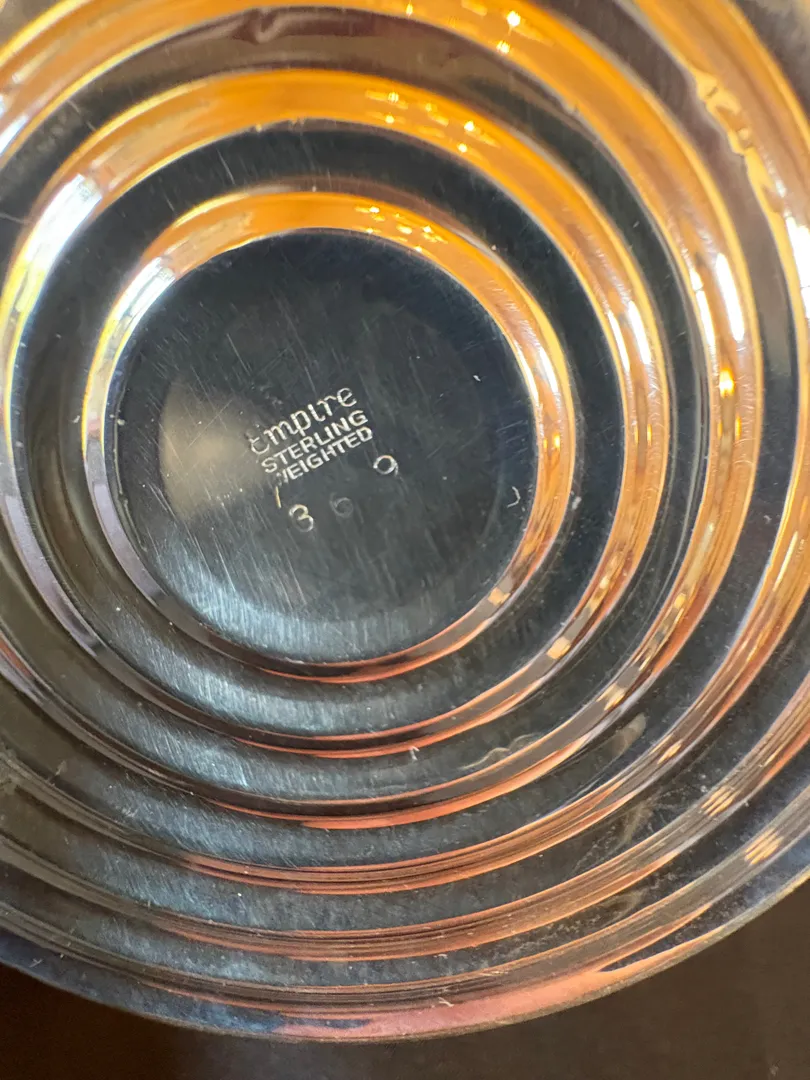 Empire
STERLING
WEIGHTED
369